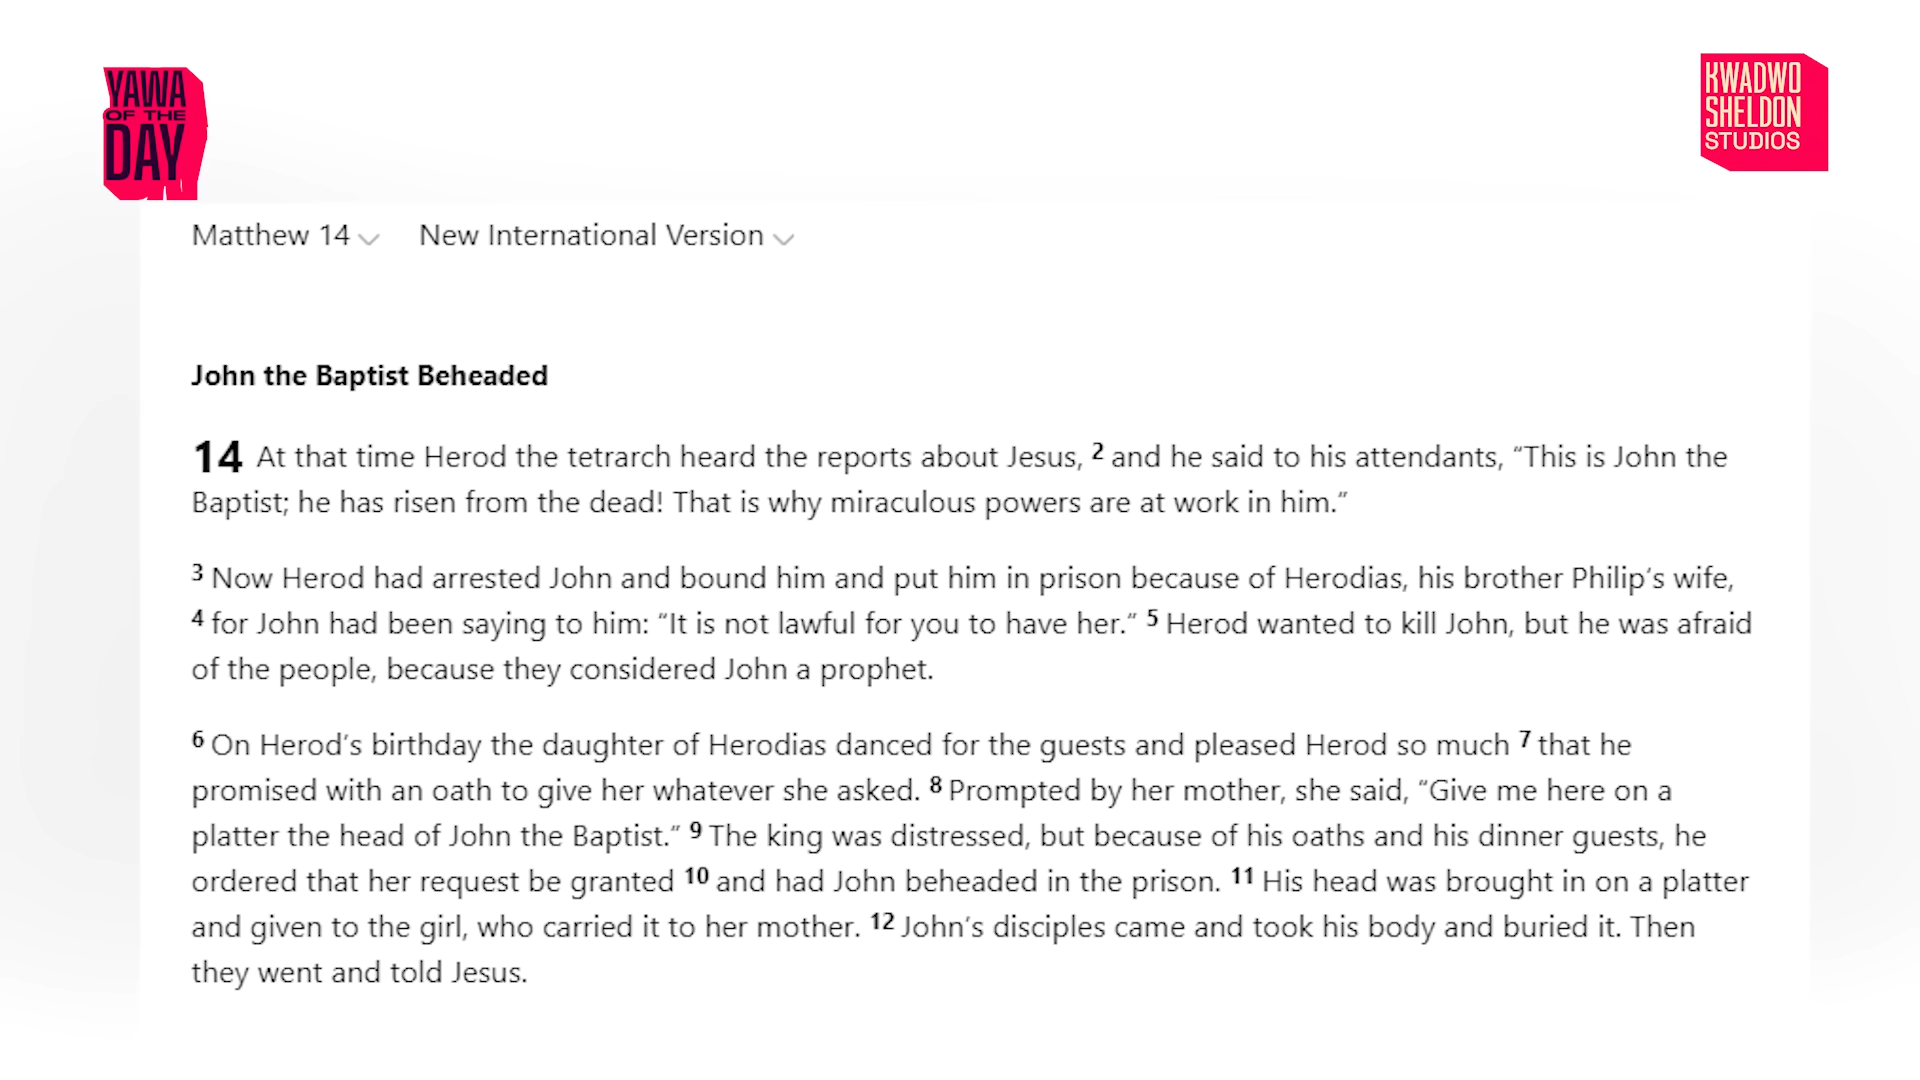 YAWA
OF THE
DAY
KWADWO
SHELDON
STUDIOS
Matthew 14 New International Version
John the Baptist Beheaded
14 At that time Herod the tetrarch heard the reports about Jesus, 2 and he said to his attendants, “This is John the
Baptist; he has risen from the dead! That is why miraculous powers are at work in him.”
3 Now Herod had arrested John and bound him and put him in prison because of Herodias, his brother Philip’s wife,
4 for John had been saying to him: “It is not lawful for you to have her.” 5 Herod wanted to kill John, but he was afraid
of the people, because they considered John a prophet.
6 On Herod’s birthday the daughter of Herodias danced for the guests and pleased Herod so much 7 that he
promised with an oath to give her whatever she asked. 8 Prompted by her mother, she said, “Give me here on a
platter the head of John the Baptist.” 9 The king was distressed, but because of his oaths and his dinner guests, he
ordered that her request be granted 10 and had John beheaded in the prison. 11 His head was brought in on a platter
and given to the girl, who carried it to her mother. 12 John’s disciples came and took his body and buried it. Then
they went and told Jesus.